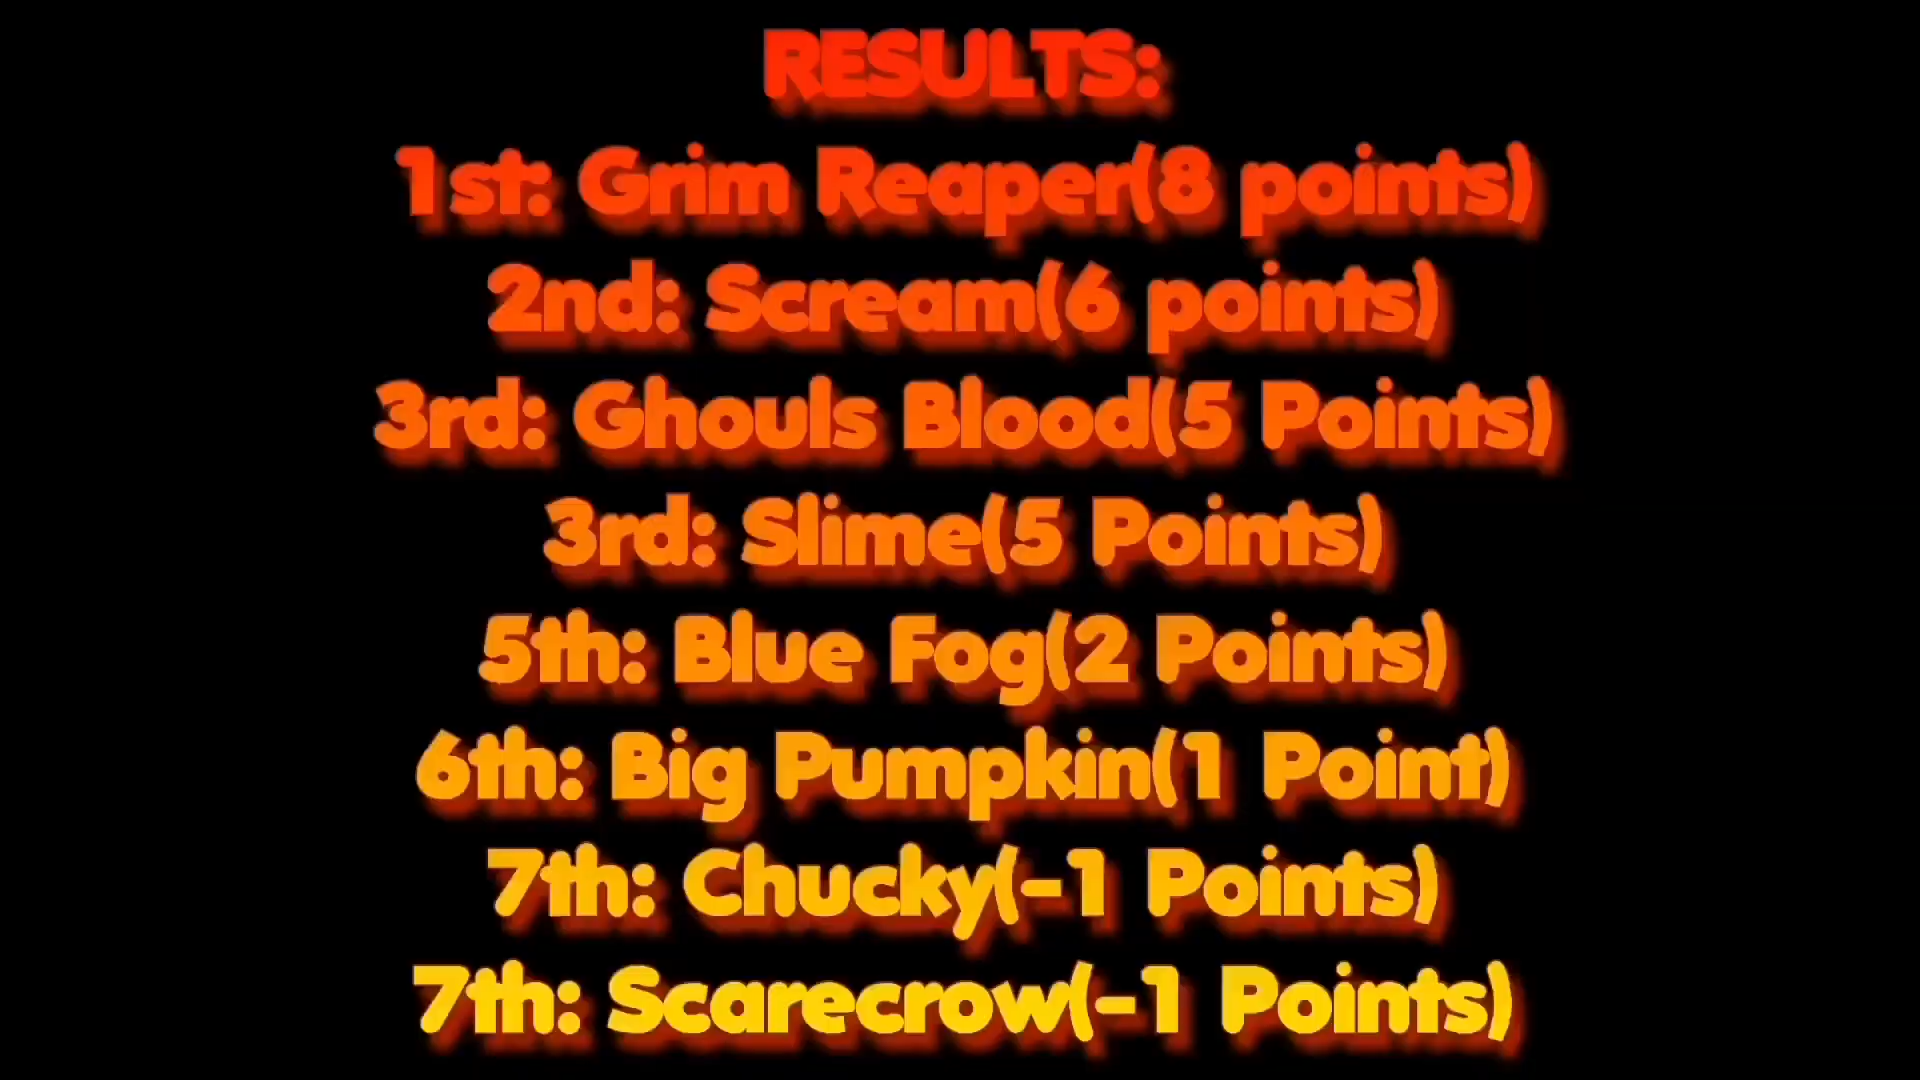 RESULTS:
1st: Grim Reaper(8 points)
2nd: Scream(6 points)
3rd: Ghouls Blood(5 Points)
3rd: Slime(5 Points)
5th: Blue Fog(2 Points)
6th: Big Pumpkin(1 Point)
7th: Chucky(-1 Points)
7th: Scarecrow(-1 Points)